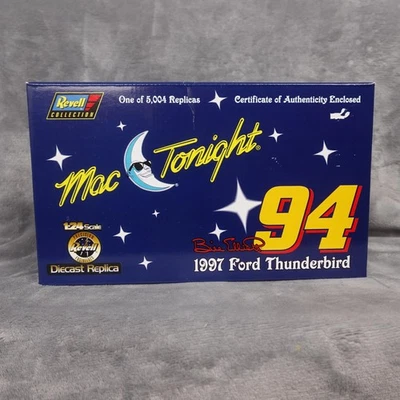 Revell
COLLECTION
One of 5,004 Replicas
Certificate of Authenticity Enclosed
Mac Tonight®
1:24 Scale
Revell
Diecast Replica
94
1997 Ford Thunderbird